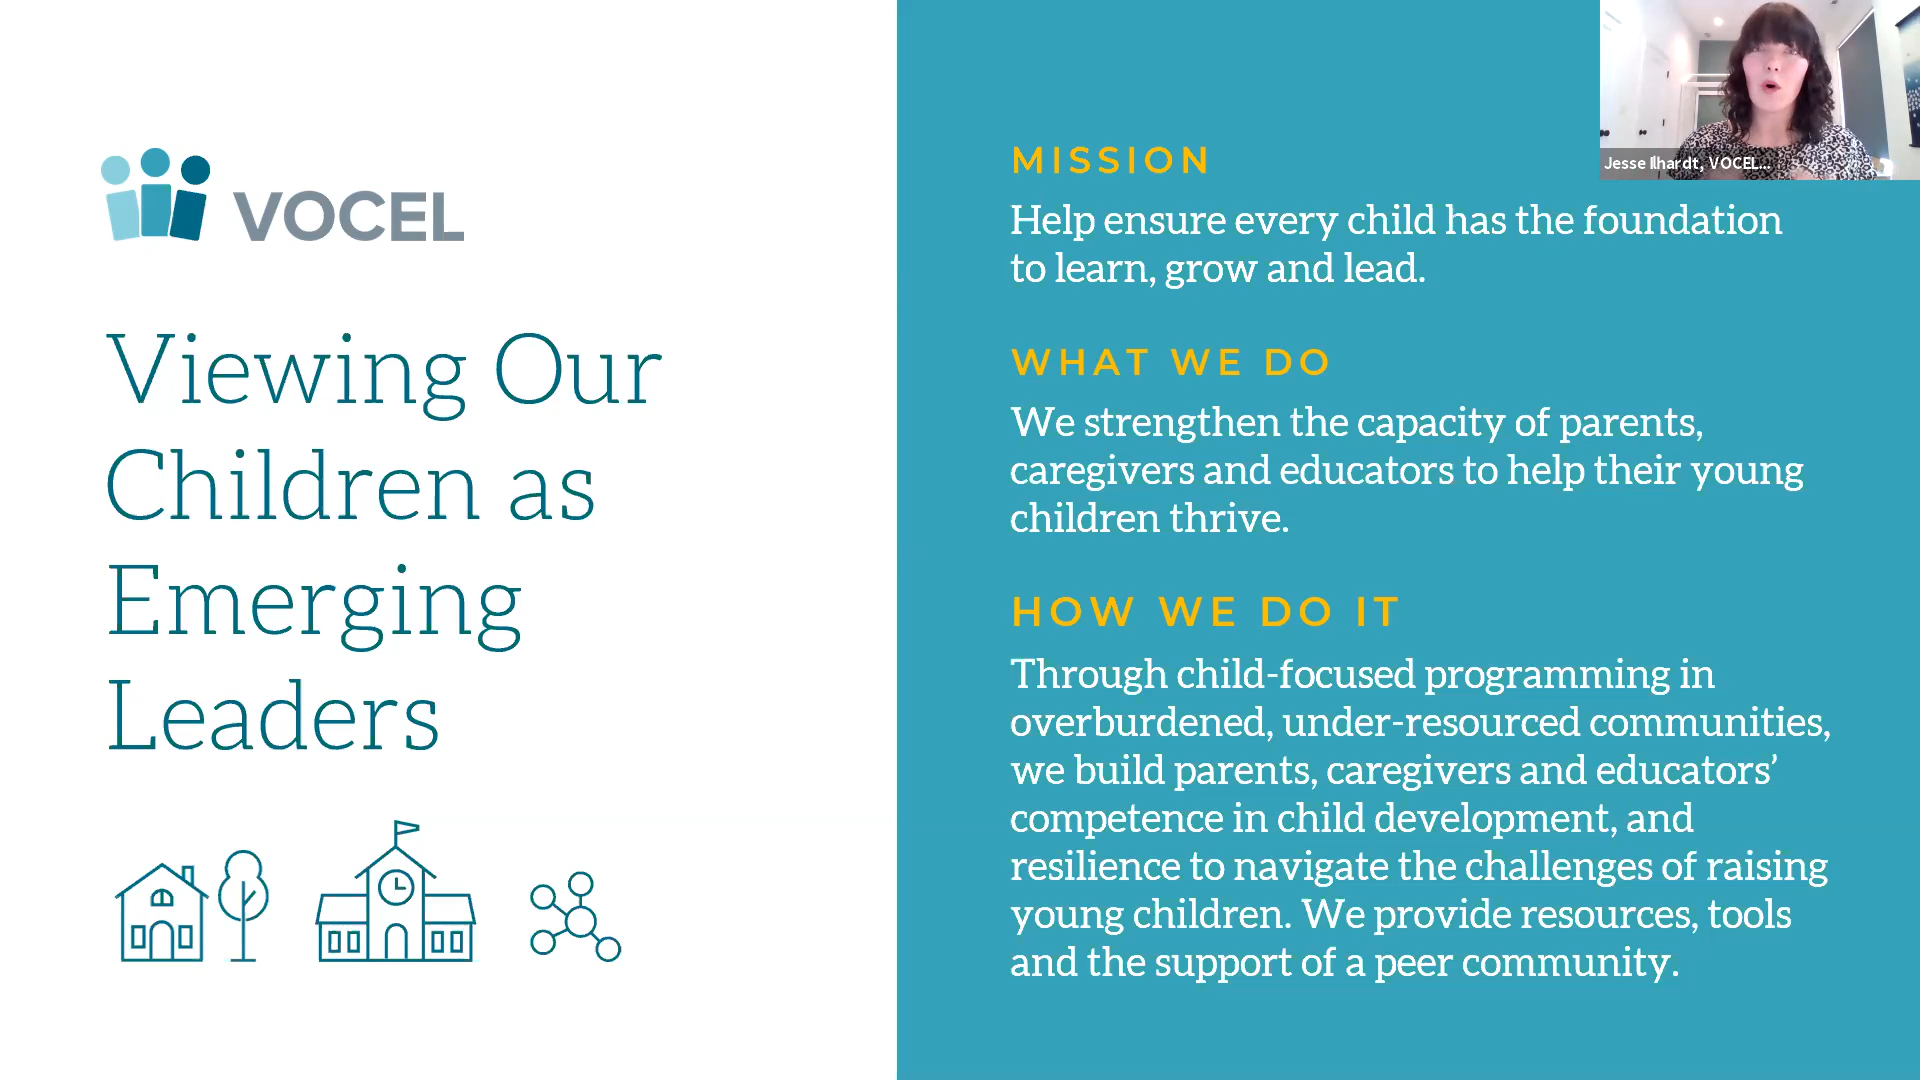 VOCEL
Viewing Our
Children as
Emerging
Leaders
MISSION
Help ensure every child has the foundation
to learn, grow and lead.
WHAT WE DO
We strengthen the capacity of parents,
caregivers and educators to help their young
children thrive.
HOW WE DO IT
Through child-focused programming in
overburdened, under-resourced communities,
we build parents, caregivers and educators’
competence in child development, and
resilience to navigate the challenges of raising
young children. We provide resources, tools
and the support of a peer community.
Jesse Ilhardt, VOCEL...